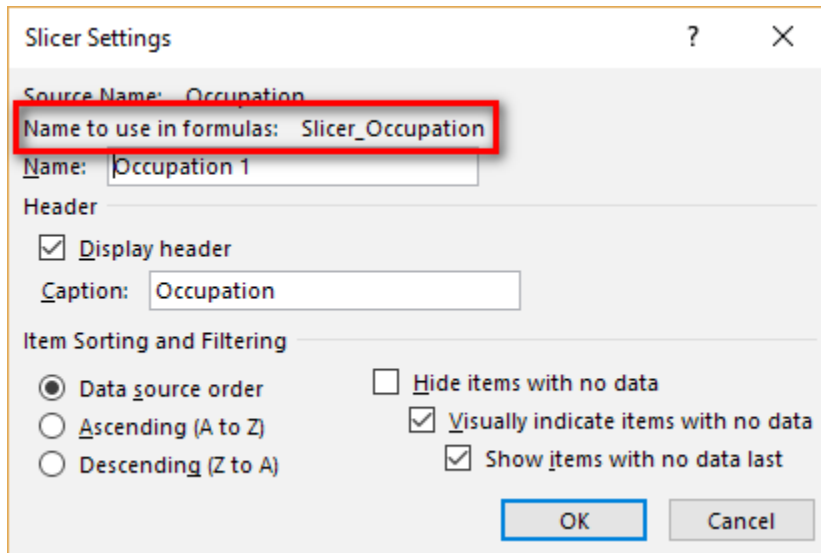 Slicer Settings ?
Source Name: Occupation
Name to use in formulas: Slicer_Occupation
Name: Occupation 1
Header
Display header
Caption: Occupation
Item Sorting and Filtering
Data source order
Ascending (A to Z)
Descending (Z to A)
Hide items with no data
Visually indicate items with no data
Show items with no data last
OK
Cancel